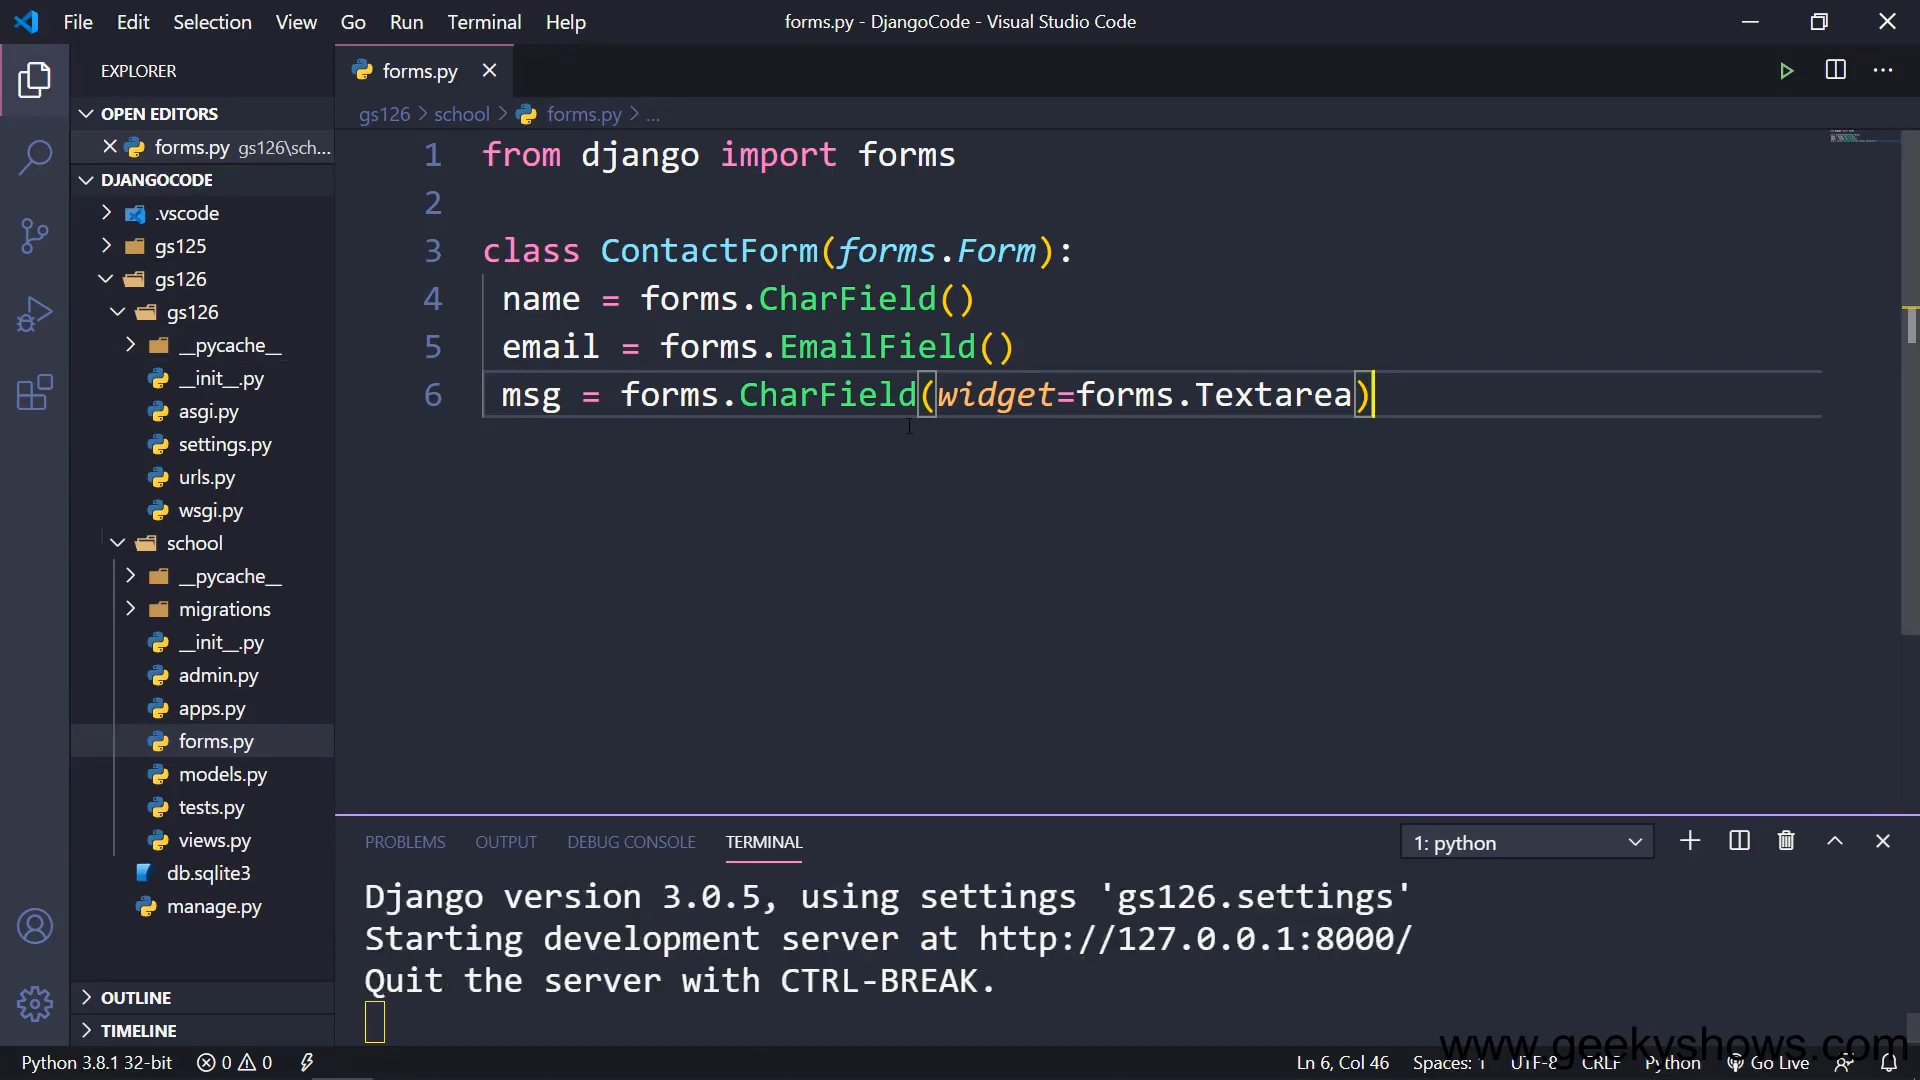 File Edit Selection View Go Run Terminal Help
forms.py - DjangoCode - Visual Studio Code
EXPLORER
OPEN EDITORS
forms.py gs126\sch...
DJANGOCODE
.vscode
gs125
gs126
gs126
__pycache__
__init__.py
asgi.py
settings.py
urls.py
wsgi.py
school
__pycache__
migrations
__init__.py
admin.py
apps.py
forms.py
models.py
tests.py
views.py
db.sqlite3
manage.py
OUTLINE
TIMELINE
forms.py
gs126 > school > forms.py > ...
1 from django import forms
2
3 class ContactForm(forms.Form):
4 name = forms.CharField()
5 email = forms.EmailField()
6 msg = forms.CharField(widget=forms.Textarea)
PROBLEMS OUTPUT DEBUG CONSOLE TERMINAL
1: python
Django version 3.0.5, using settings 'gs126.settings'
Starting development server at http://127.0.0.1:8000/
Quit the server with CTRL-BREAK.
www.geekyshows.com
Python 3.8.1 32-bit 0 0
Ln 6, Col 46 Spaces: 1 UTF-8 CRLF Python Go Live